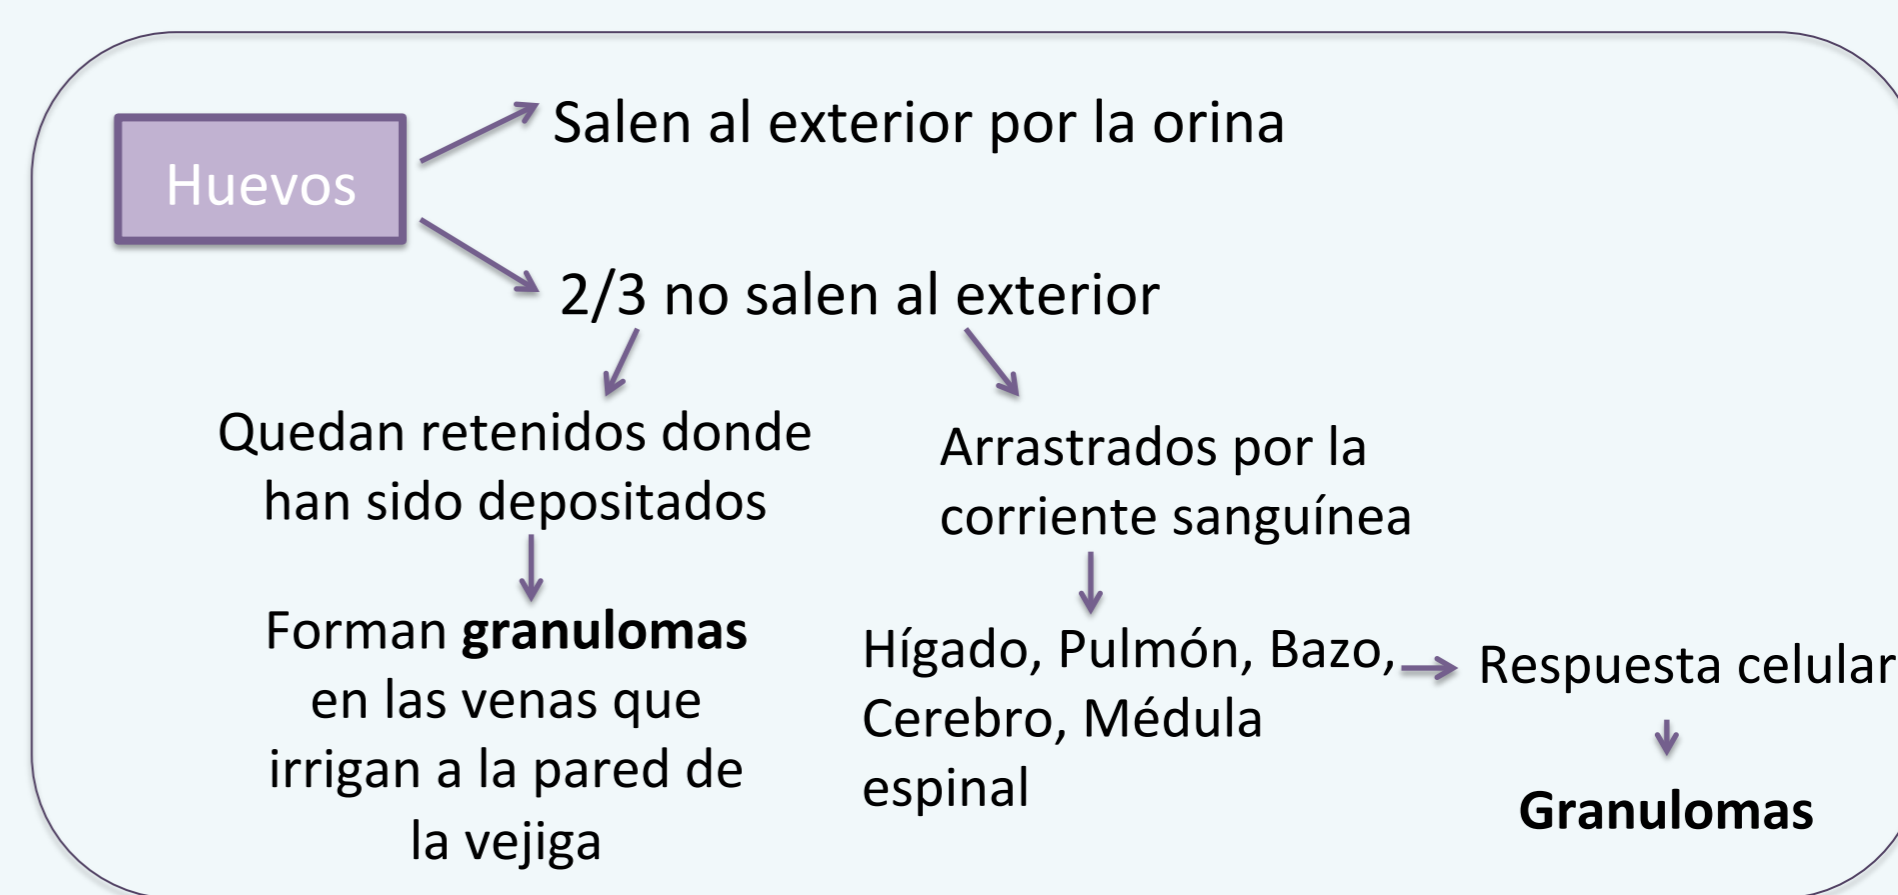 Huevos
Salen al exterior por la orina
2/3 no salen al exterior
Quedan retenidos donde
han sido depositados
Forman granulomas
en las venas que
irrigan a la pared de
la vejiga
Arrastrados por la
corriente sanguínea
Hígado, Pulmón, Bazo,
Cerebro, Médula
espinal
Respuesta celular
Granulomas